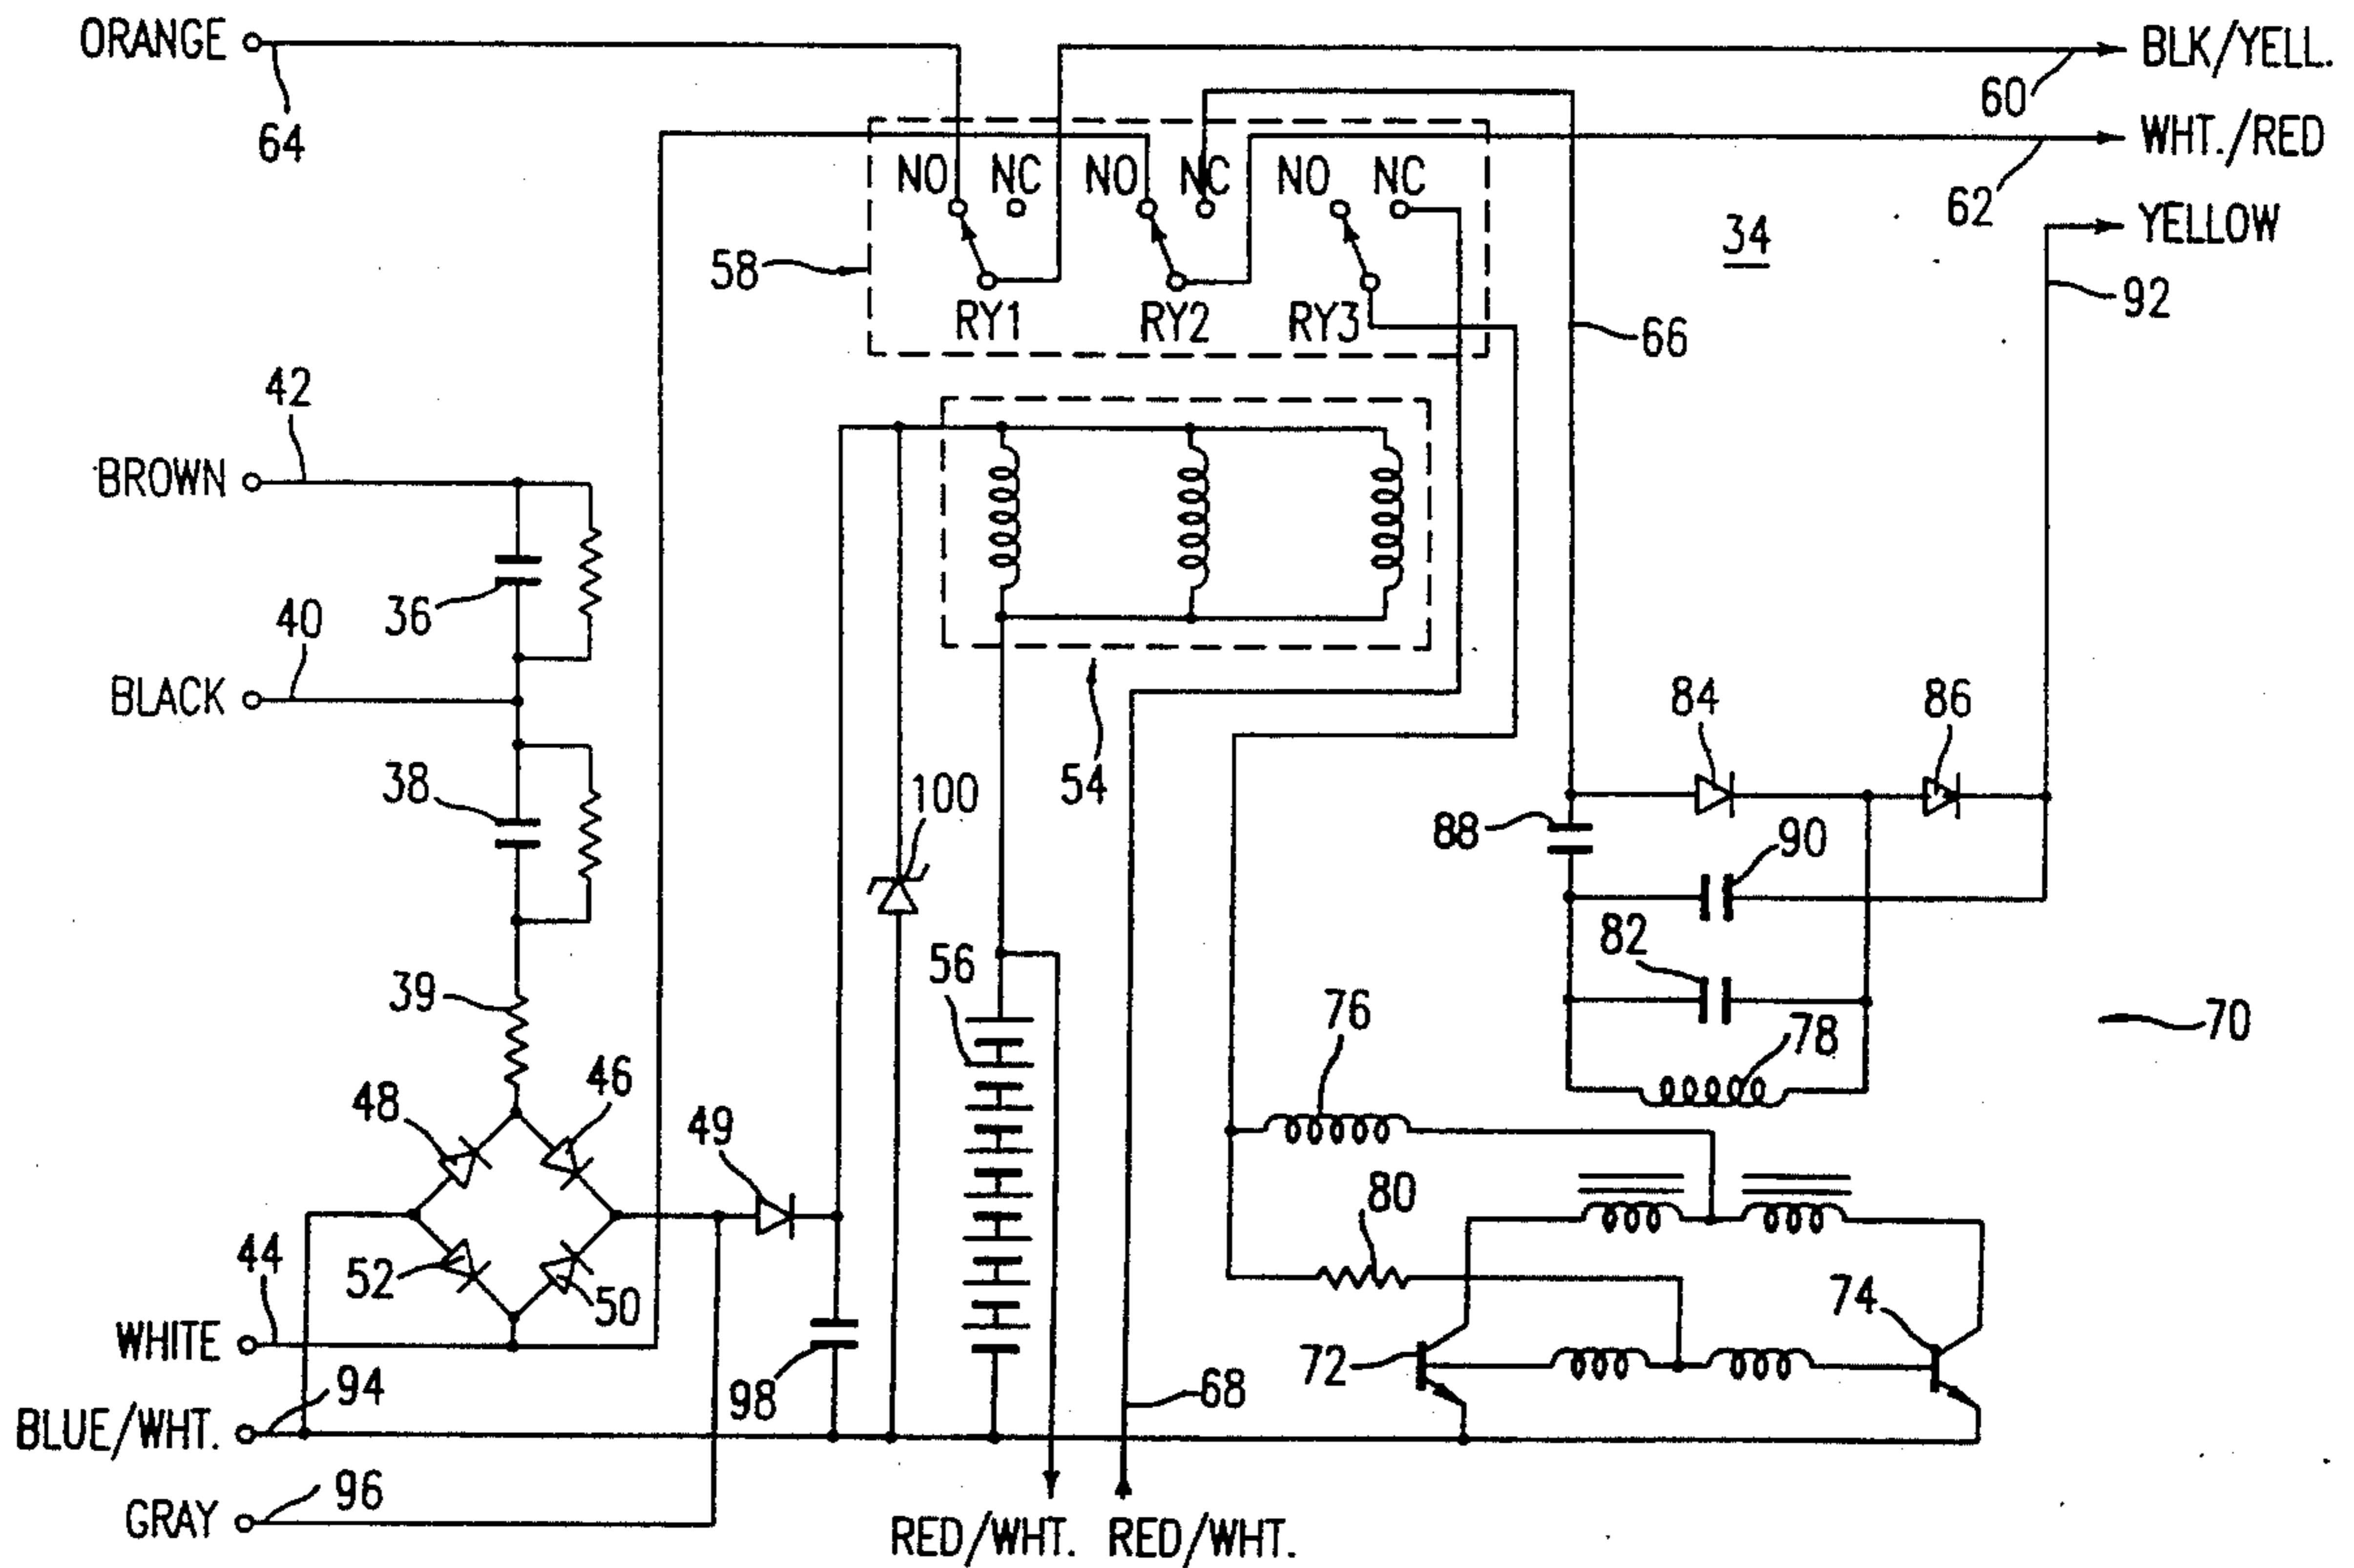 ORANGE
BLK/YELL.
60
64
WHT./RED
NO NC NO NC NO NC
62
34
YELLOW
58
92
RY1 RY2 RY3
66
42
BROWN
36
40
BLACK
84 86
38
54
100
88
90
82
56
39
76
78
70
48 46
49
80
44
52 50
74
WHITE
72
94
98
68
BLUE/WHT.
96
GRAY
RED/WHT. RED/WHT.